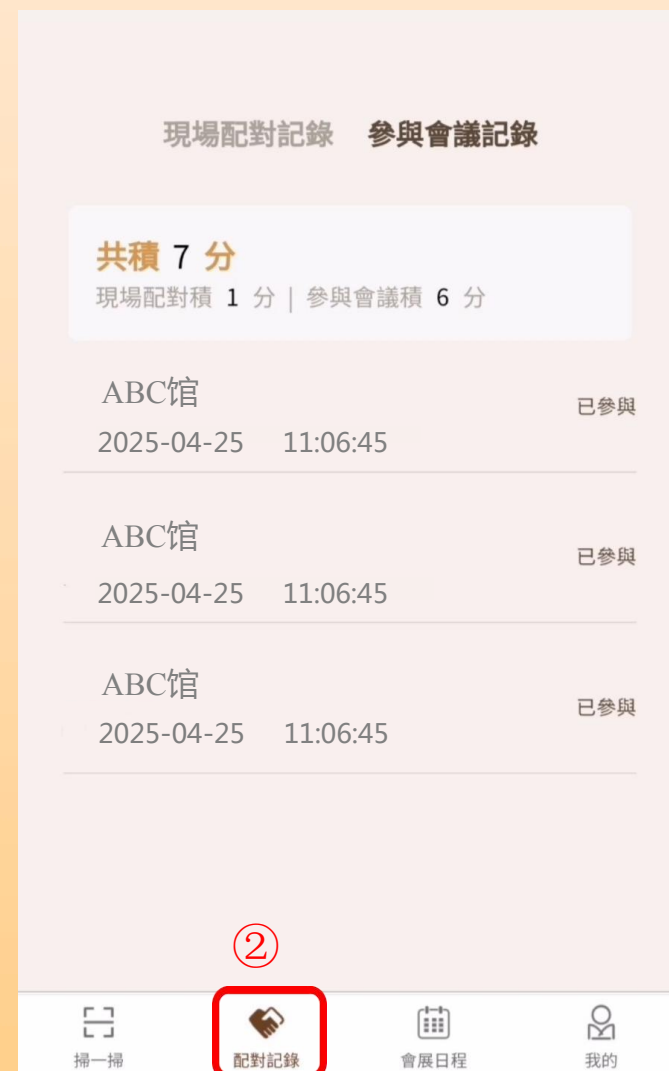 現場配對記錄 參與會議記錄
共積 7 分
現場配對積 1 分 | 參與會議積 6 分
ABC馆
已參與
2025-04-25 11:06:45
ABC馆
已參與
2025-04-25 11:06:45
ABC馆
已參與
2025-04-25 11:06:45
②
掃一掃 配對記錄 會展日程 我的